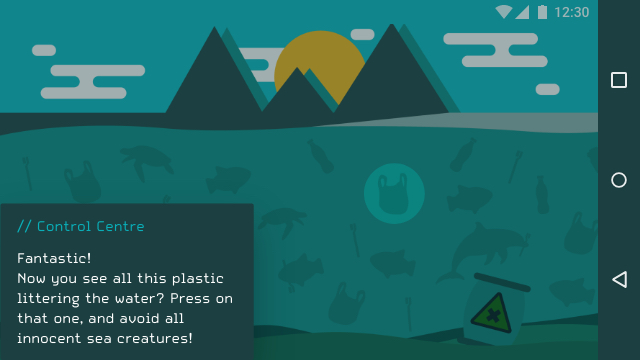 12:30
// Control Centre
Fantastic!
Now you see all this plastic
littering the water? Press on
that one, and avoid all
innocent sea creatures!